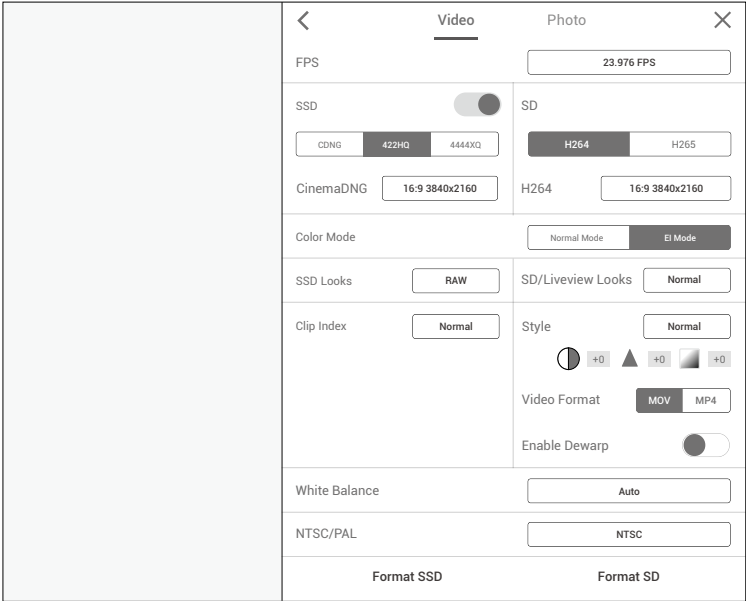 Video Photo
FPS 23.976 FPS
SSD SD
CDNG 422HQ 4444XQ H264 H265
CinemaDNG 16:9 3840x2160 H264 16:9 3840x2160
Color Mode Normal Mode EI Mode
SSD Looks RAW SD/Liveview Looks Normal
Clip Index Normal Style Normal
+0 +0 +0
Video Format MOV MP4
Enable Dewarp
White Balance Auto
NTSC/PAL NTSC
Format SSD Format SD